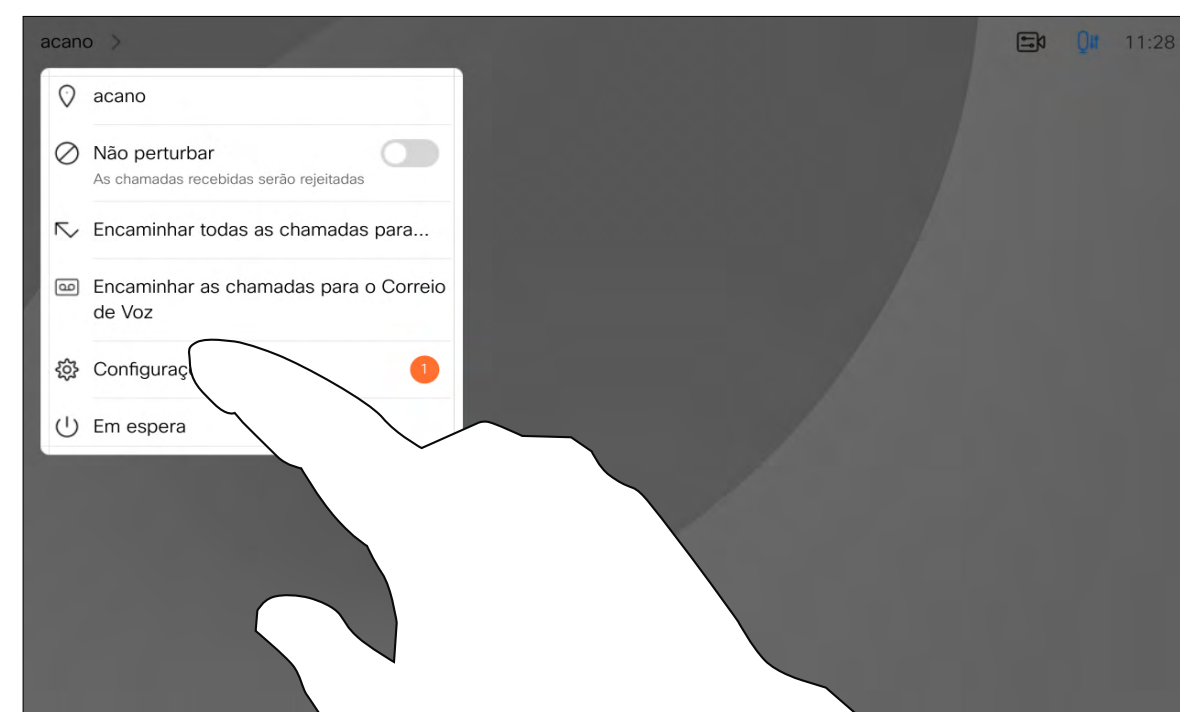 acano
11:28
acano
Não perturbar
As chamadas recebidas serão rejeitadas
Encaminhar todas as chamadas para...
Encaminhar as chamadas para o Correio
de Voz
1
Em espera